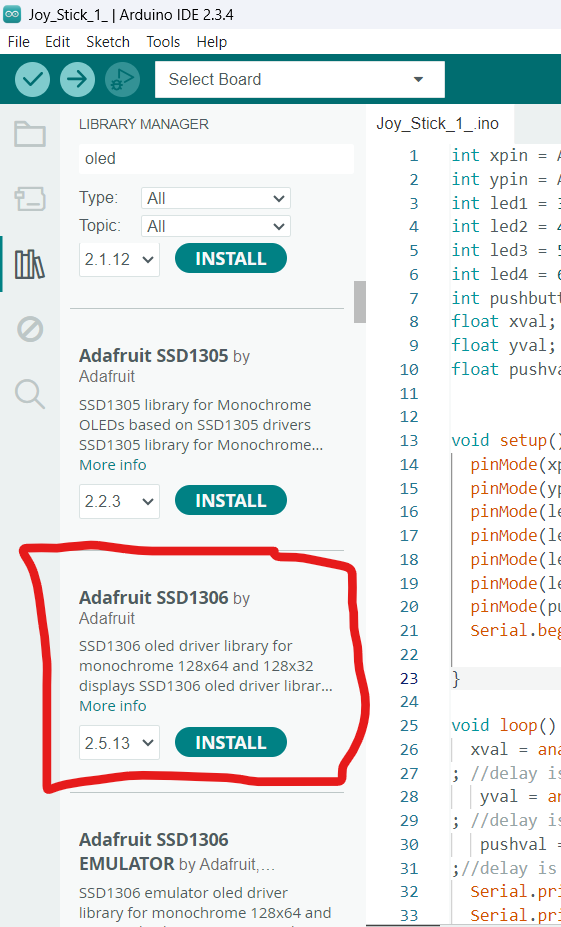 Joy_Stick_1_ | Arduino IDE 2.3.4
File Edit Sketch Tools Help
Select Board
LIBRARY MANAGER
oled
Type: All
Topic: All
2.1.12 INSTALL
Adafruit SSD1305 by
Adafruit
SSD1305 library for Monochrome
OLEDs based on SSD1305 drivers
SSD1305 library for Monochrome...
More info
2.2.3 INSTALL
Adafruit SSD1306 by
Adafruit
SSD1306 oled driver library for
monochrome 128x64 and 128x32
displays SSD1306 oled driver librar...
More info
2.5.13 INSTALL
Adafruit SSD1306
EMULATOR by Adafruit,...
SSD1306 emulator oled driver
library for monochrome 128x64 and
Joy_Stick_1_.ino
1 int xpin = A
2 int ypin = A
3 int led1 = 3
4 int led2 = 4
5 int led3 = 5
6 int led4 = 6
7 int pushbutt
8 float xval;
9 float yval;
10 float pushva
11
12
13 void setup()
14 pinMode(xp
15 pinMode(yp
16 pinMode(le
17 pinMode(le
18 pinMode(le
19 pinMode(le
20 pinMode(pu
21 Serial.beg
22
23 }
24
25 void loop()
26 xval = ana
27 ; //delay is
28 yval = an
29 ; //delay is
30 pushval =
31 ;//delay is
32 Serial.pri
33 Serial.pri